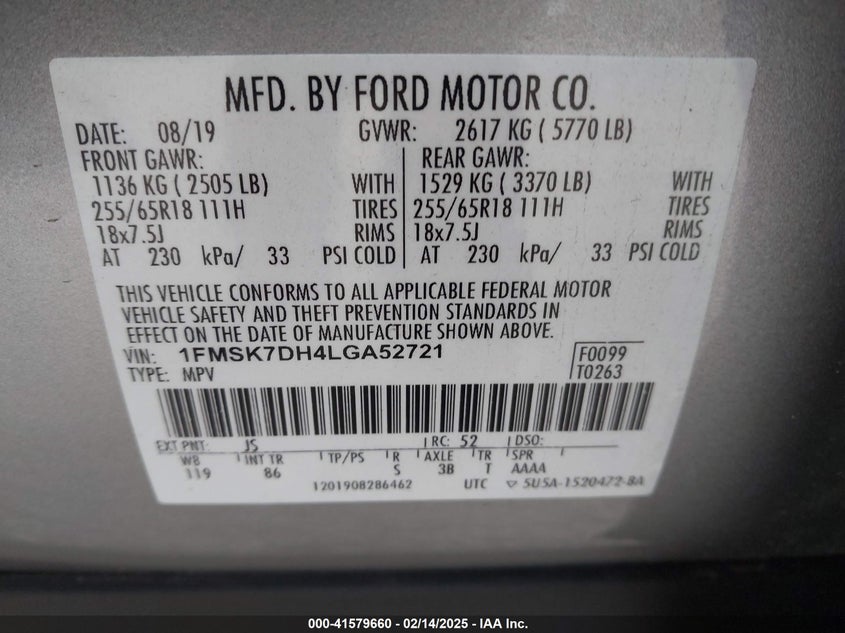 MFD. BY FORD MOTOR CO.
DATE: 08/19 GVWR: 2617 KG ( 5770 LB)
FRONT GAWR: REAR GAWR:
1136 KG ( 2505 LB) WITH 1529 KG ( 3370 LB) WITH
255/65R18 111H TIRES 255/65R18 111H TIRES
18x7.5J RIMS 18x7.5J RIMS
AT 230 kPa/ 33 PSI COLD AT 230 kPa/ 33 PSI COLD
THIS VEHICLE CONFORMS TO ALL APPLICABLE FEDERAL MOTOR
VEHICLE SAFETY AND THEFT PREVENTION STANDARDS IN
EFFECT ON THE DATE OF MANUFACTURE SHOWN ABOVE.
VIN: 1FMSK7DH4LGA52721 F0099
TYPE: MPV T0263
EXT PNT: JS RC: 52 DSO:
WB INT TR TP/PS R AXLE TR SPR
119 86 S 3B T AAAA
1201908286462 UTC ▽ 5U5A-1520472-BA
000-41579660 - 02/14/2025 - IAA Inc.